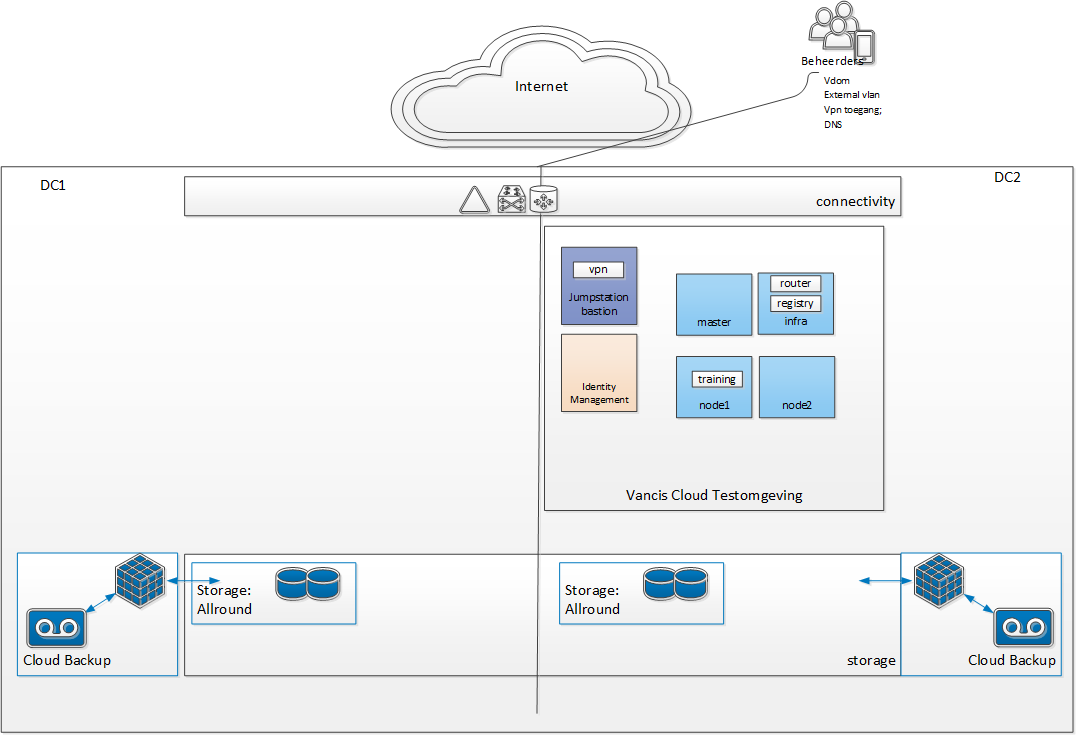 Internet
Beheerders
Vdom
External vlan
Vpn toegang;
DNS
DC1
DC2
connectivity
vpn
Jumpstation
bastion
master
router
registry
infra
Identity
Management
training
node1
node2
Vancis Cloud Testomgeving
Storage:
Allround
Storage:
Allround
Cloud Backup
storage
Cloud Backup